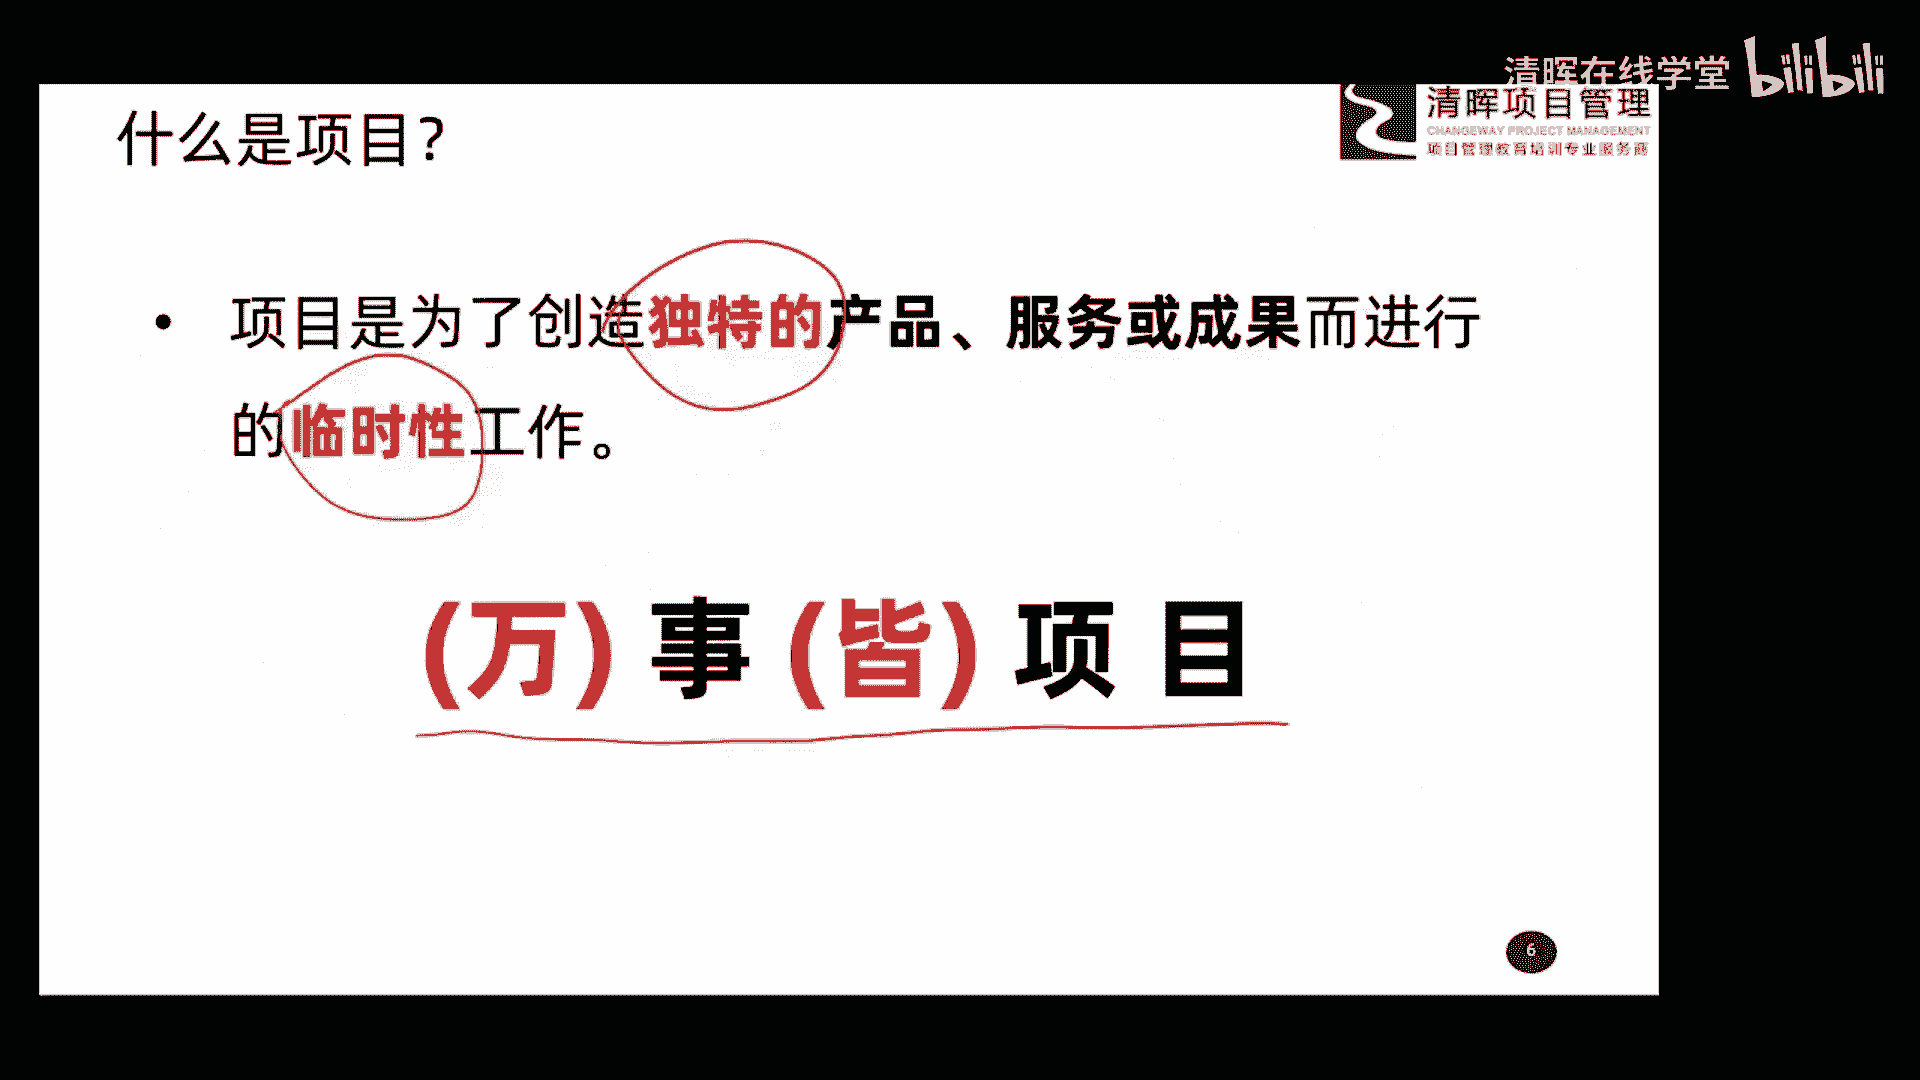 清晖在线学堂 bilibili
什么是项目？
清晖项目管理
CHANGEWAY PROJECT MANAGEMENT
项目管理教育培训专业服务商
• 项目是为了创造独特的产品、服务或成果而进行
的临时性工作。
(万) 事 (皆) 项 目
6